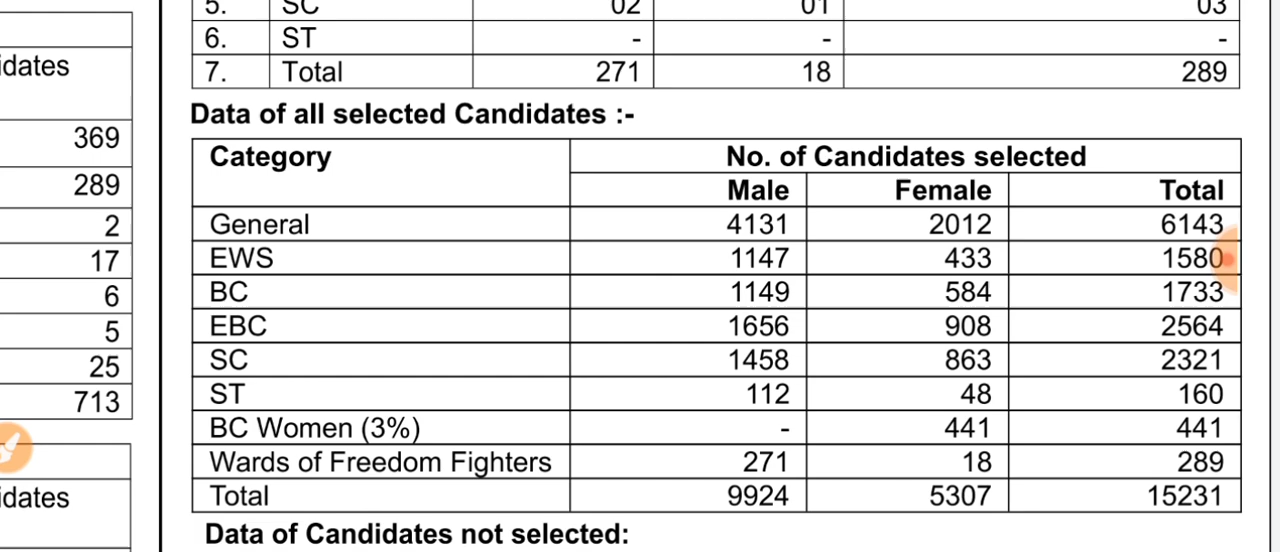 idates
369
289
2
17
6
5
25
713
idates
5. SC 02 01 03
6. ST - - -
7. Total 271 18 289
Data of all selected Candidates :-
Category No. of Candidates selected
Male Female Total
General 4131 2012 6143
EWS 1147 433 1580
BC 1149 584 1733
EBC 1656 908 2564
SC 1458 863 2321
ST 112 48 160
BC Women (3%) - 441 441
Wards of Freedom Fighters 271 18 289
Total 9924 5307 15231
Data of Candidates not selected: